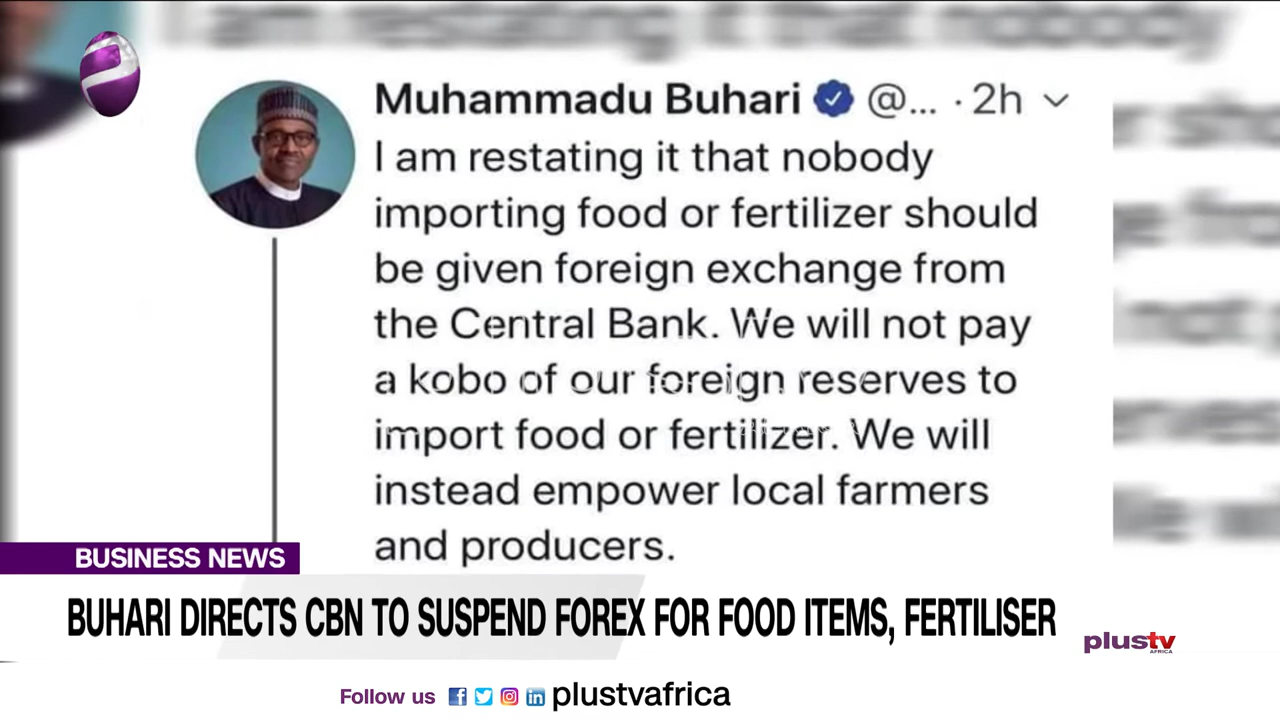 Muhammadu Buhari @... · 2h
I am restating it that nobody
importing food or fertilizer should
be given foreign exchange from
the Central Bank. We will not pay
a kobo of our foreign reserves to
import food or fertilizer. We will
instead empower local farmers
and producers.
BUSINESS NEWS
BUHARI DIRECTS CBN TO SUSPEND FOREX FOR FOOD ITEMS, FERTILISER
plustv
AFRICA
Follow us plustvafrica